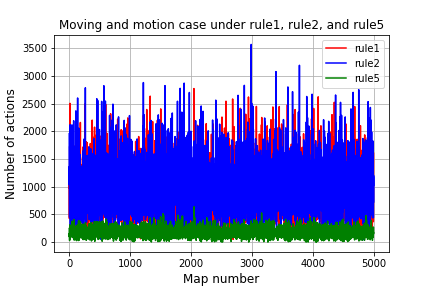 Moving and motion case under rule1, rule2, and rule5
rule1
rule2
rule5
Number of actions
3500
3000
2500
2000
1500
1000
500
0
0 1000 2000 3000 4000 5000
Map number